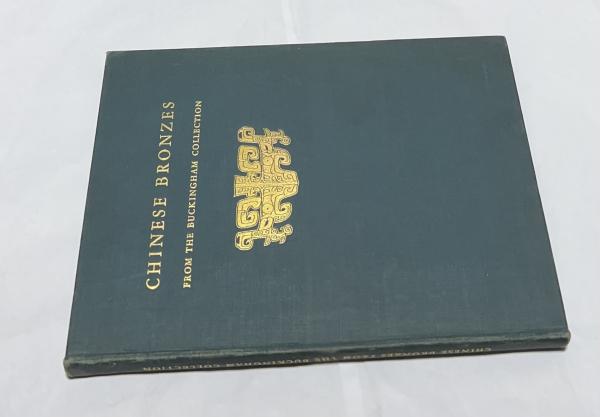 CHINESE BRONZES
FROM THE BUCKINGHAM COLLECTION
CHINESE BRONZES FROM THE BUCKINGHAM COLLECTION